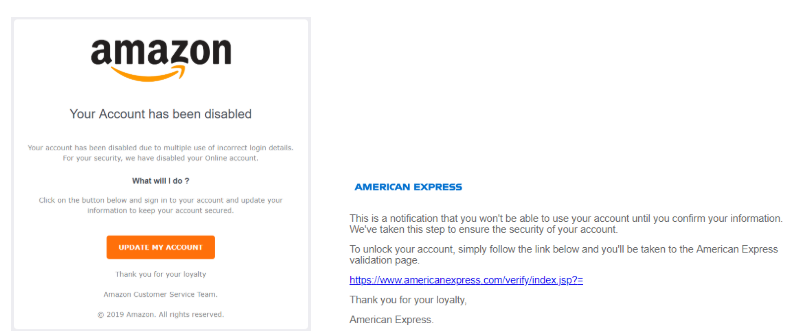 amazon
Your Account has been disabled
Your account has been disabled due to multiple use of incorrect login details.
For your security, we have disabled your Online account.
What will I do ?
Click on the button below and sign in to your account and update your
information to keep your account secured.
UPDATE MY ACCOUNT
Thank you for your loyalty
Amazon Customer Service Team.
© 2019 Amazon. All rights reserved.
AMERICAN EXPRESS
This is a notification that you won't be able to use your account until you confirm your information.
We've taken this step to ensure the security of your account.
To unlock your account, simply follow the link below and you'll be taken to the American Express
validation page.
https://www.americanexpress.com/verify/index.jsp?=
Thank you for your loyalty,
American Express.